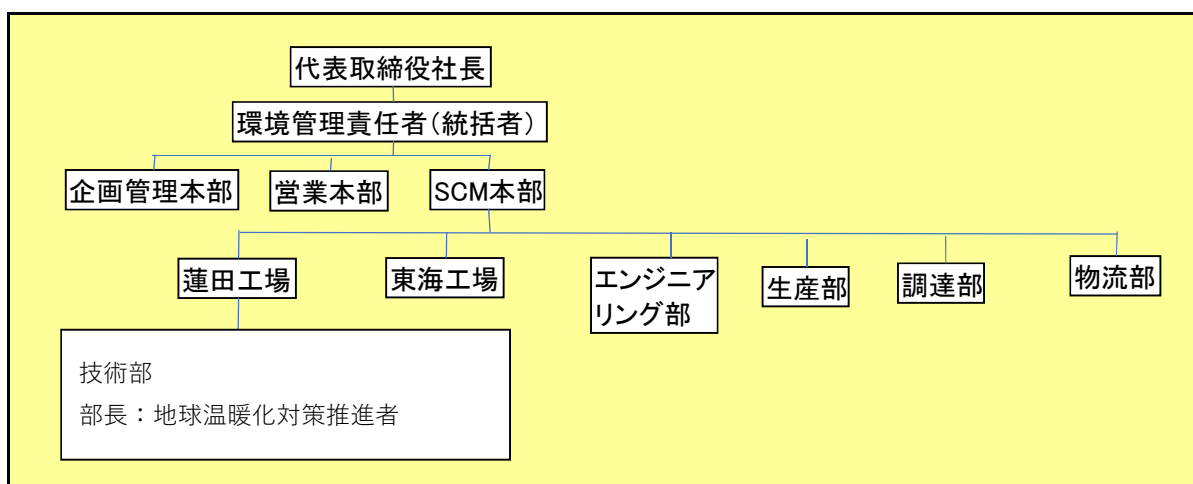 代表取締役社長
環境管理責任者（統括者）
企画管理本部
営業本部
SCM本部
蓮田工場
東海工場
エンジニア
リング部
生産部
調達部
物流部
技術部
部長：地球温暖化対策推進者